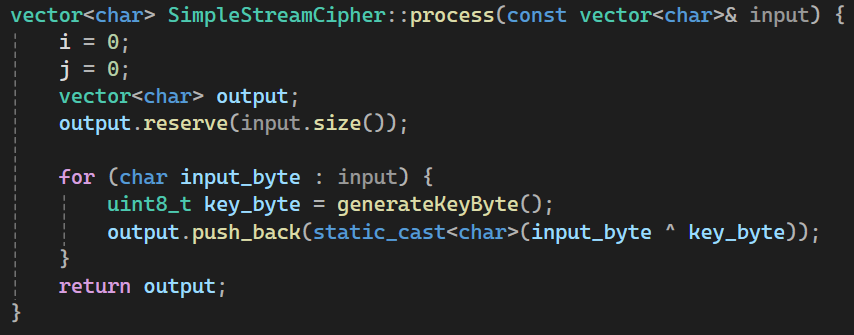 vector<char> SimpleStreamCipher::process(const vector<char>& input) {
    i = 0;
    j = 0;
    vector<char> output;
    output.reserve(input.size());

    for (char input_byte : input) {
        uint8_t key_byte = generateKeyByte();
        output.push_back(static_cast<char>(input_byte ^ key_byte));
    }
    return output;
}